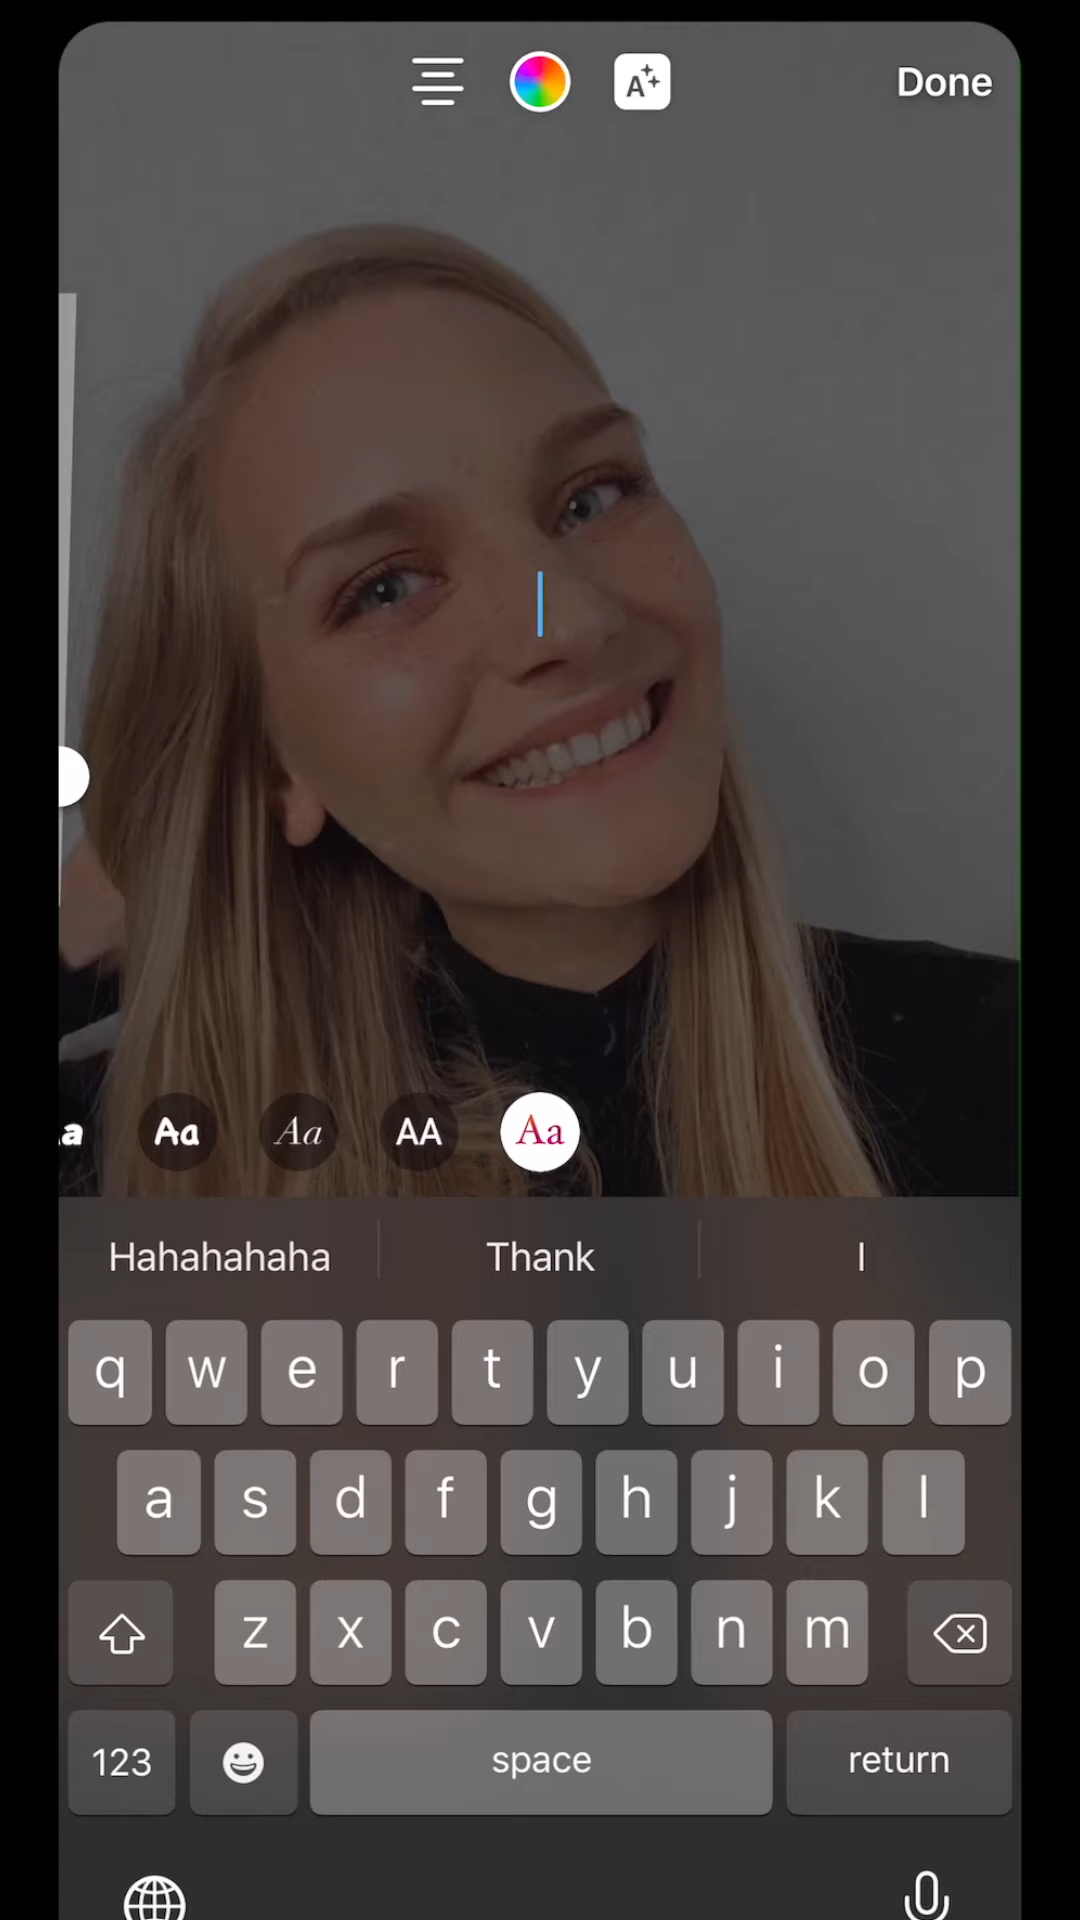 A Done
a Aa Aa AA Aa
Hahahahaha Thank I
q w e r t y u i o p
a s d f g h j k l
z x c v b n m
123 space return